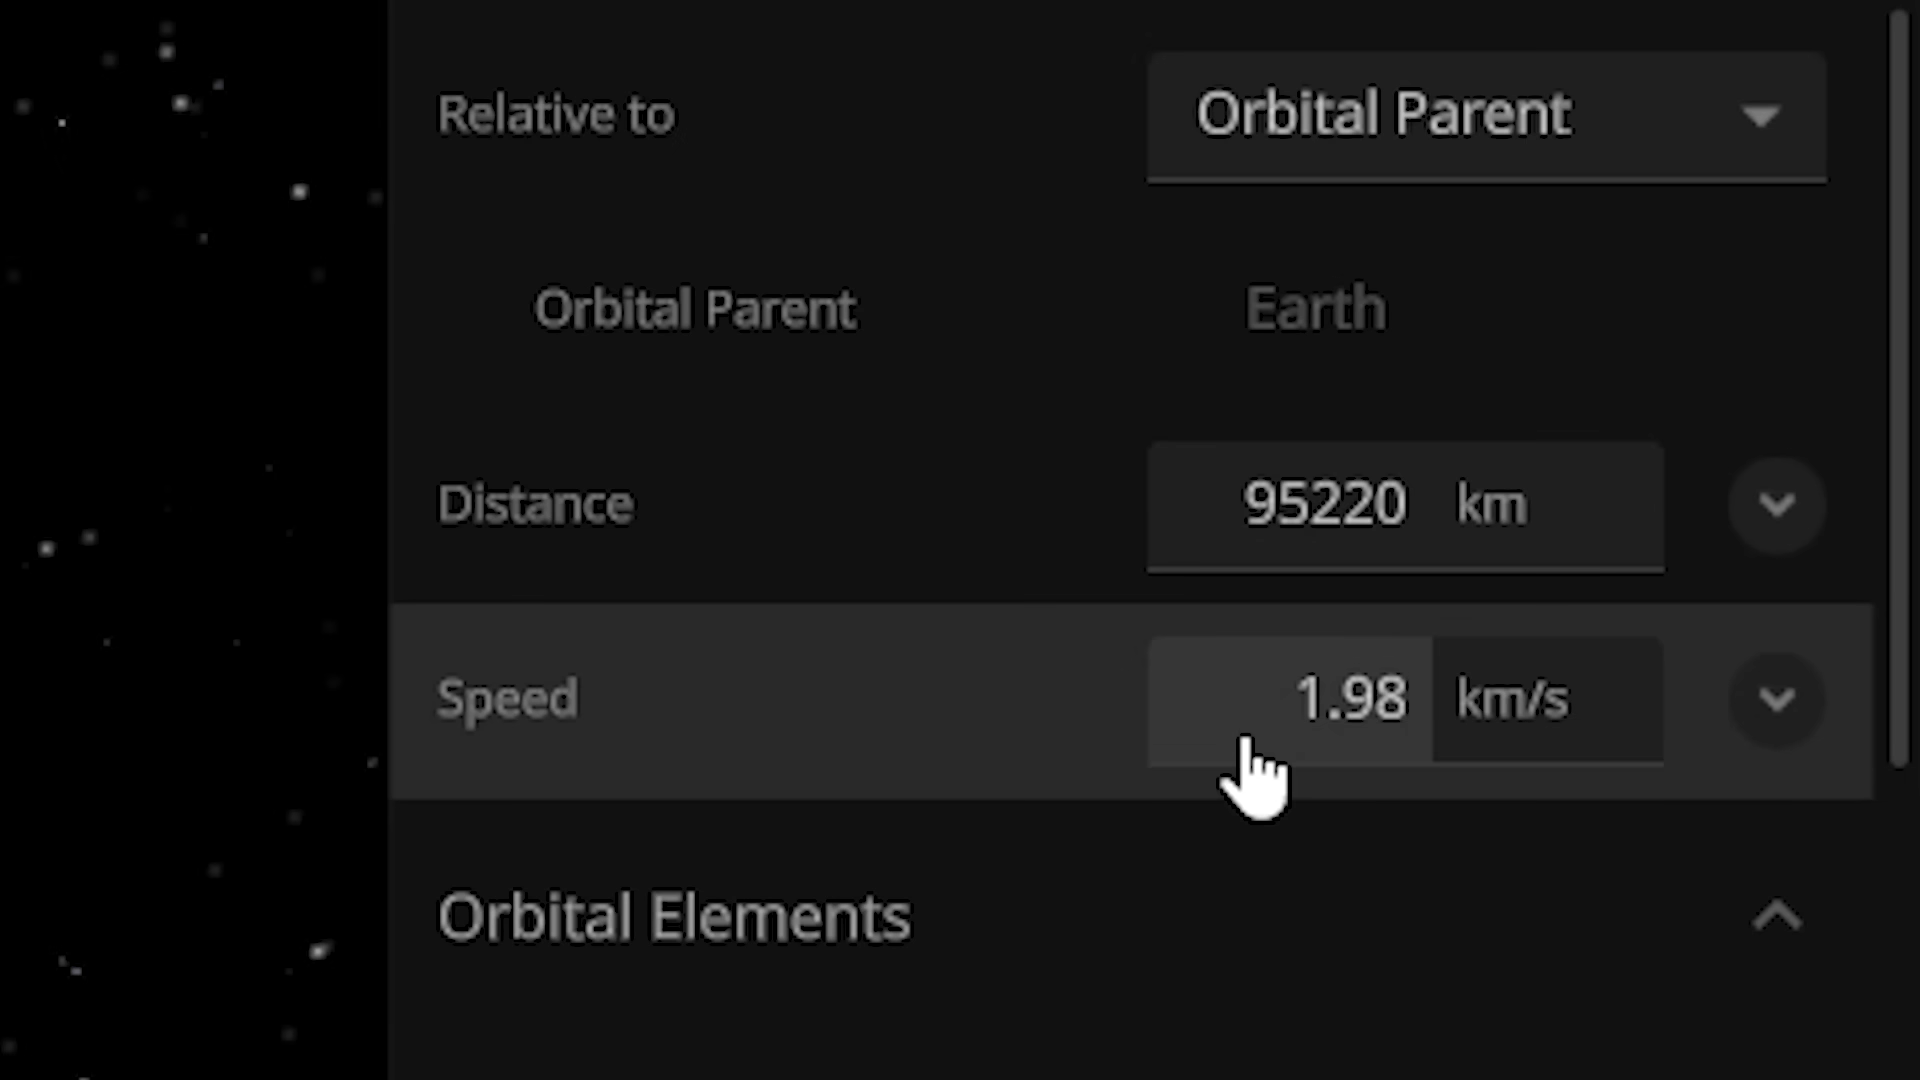 Relative to Orbital Parent
Orbital Parent Earth
Distance 95220 km
Speed 1.98 km/s
Orbital Elements